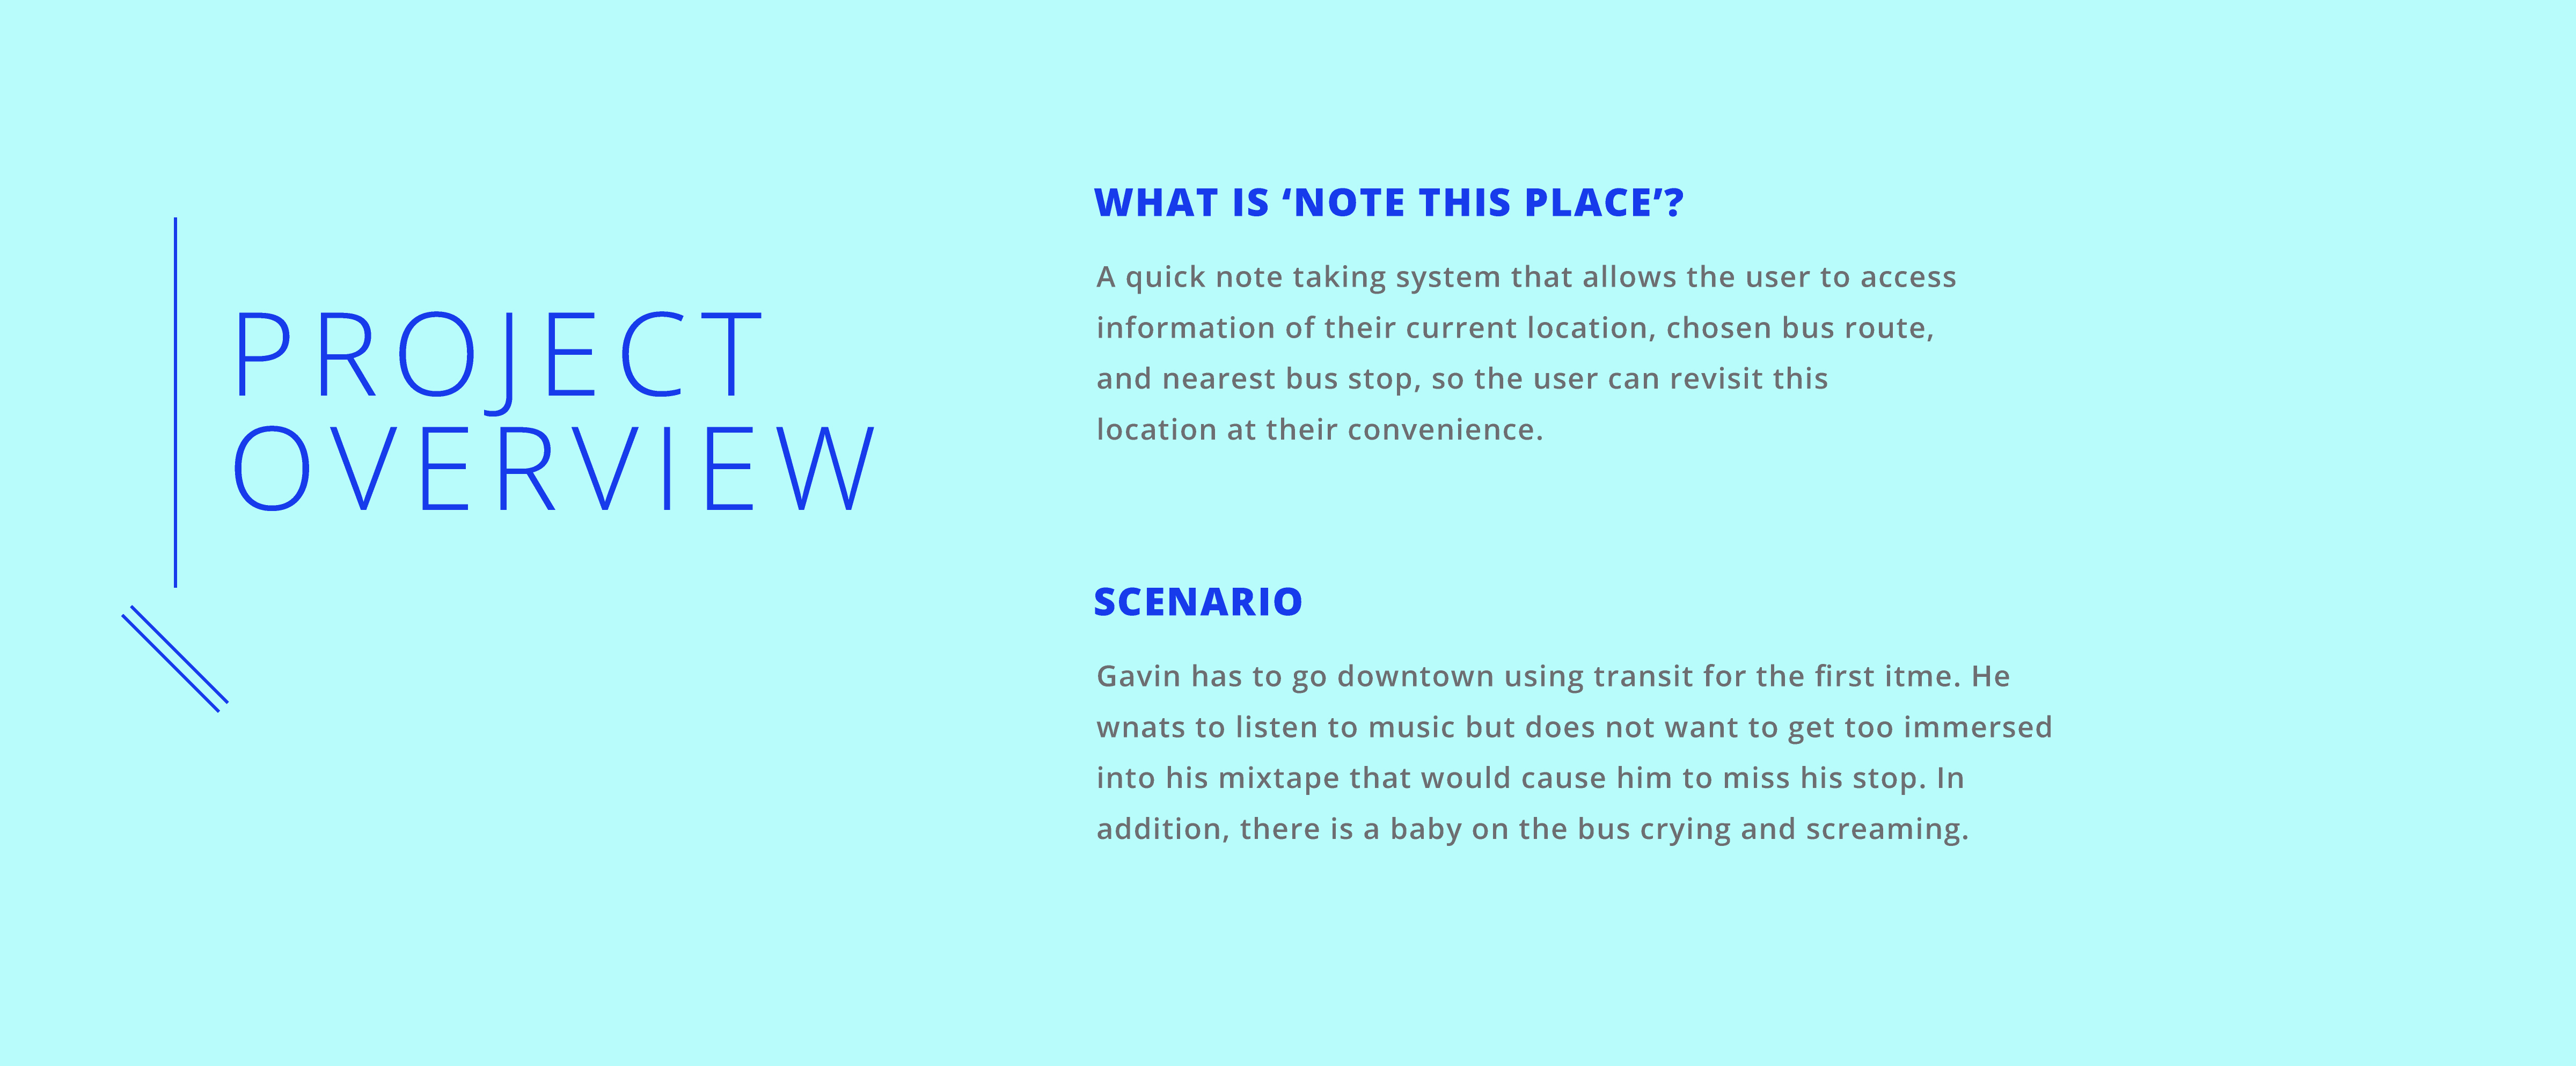 PROJECT
OVERVIEW
WHAT IS ‘NOTE THIS PLACE’?
A quick note taking system that allows the user to access
information of their current location, chosen bus route,
and nearest bus stop, so the user can revisit this
location at their convenience.
SCENARIO
Gavin has to go downtown using transit for the first itme. He
wnats to listen to music but does not want to get too immersed
into his mixtape that would cause him to miss his stop. In
addition, there is a baby on the bus crying and screaming.